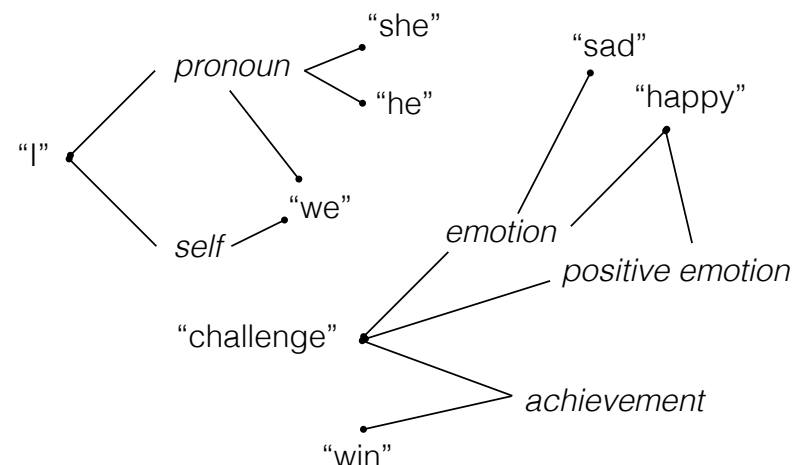 “she”
pronoun
“sad”
“he”
“happy”
“I”
“we”
self
emotion
positive emotion
“challenge”
achievement
“win”